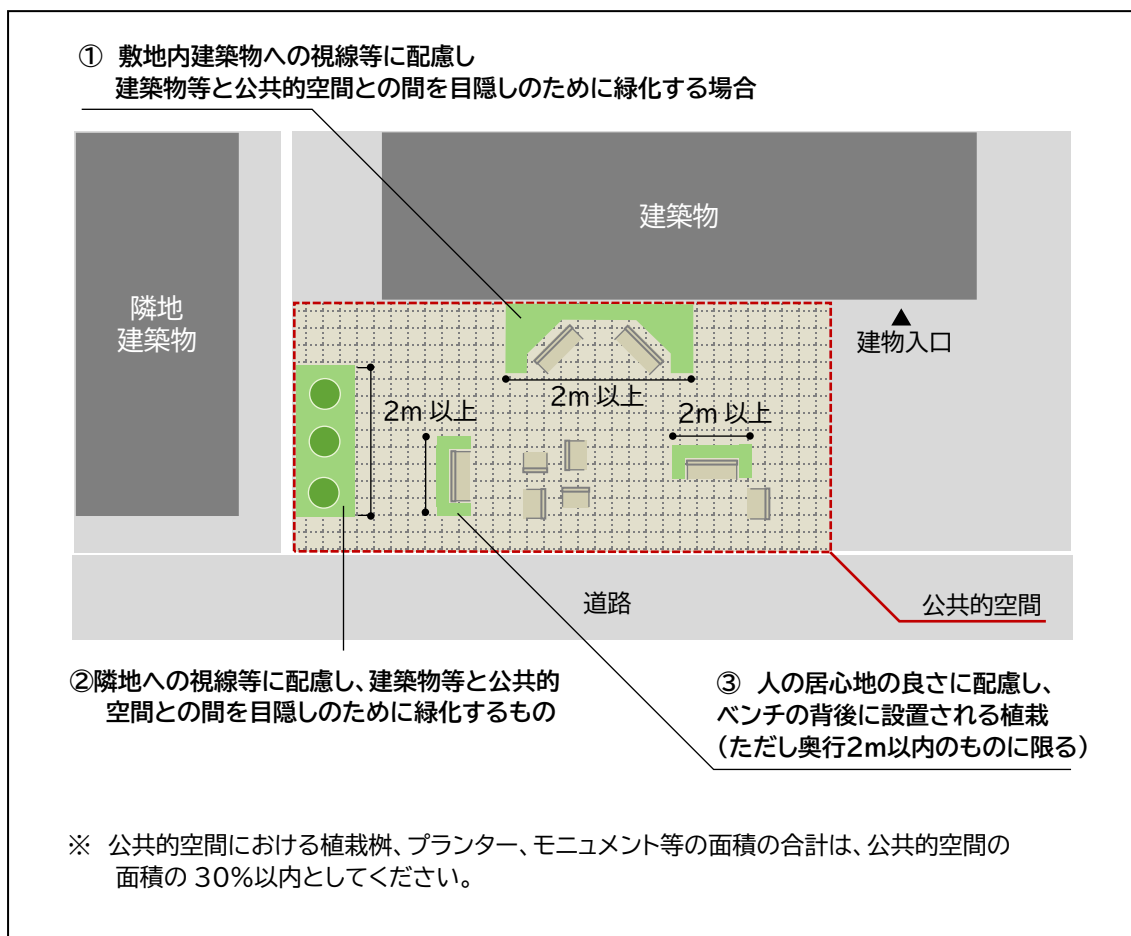 ① 敷地内建築物への視線等に配慮し
建築物等と公共的空間との間を目隠しのために緑化する場合
建築物
隣地
建築物
▲
建物入口
2m 以上
2m 以上
2m 以上
道路
公共的空間
②隣地への視線等に配慮し、建築物等と公共的
空間との間を目隠しのために緑化するもの
③ 人の居心地の良さに配慮し、
ベンチの背後に設置される植栽
(ただし奥行2m以内のものに限る)
※ 公共的空間における植栽桝、プランター、モニュメント等の面積の合計は、公共的空間の
面積の 30%以内としてください。